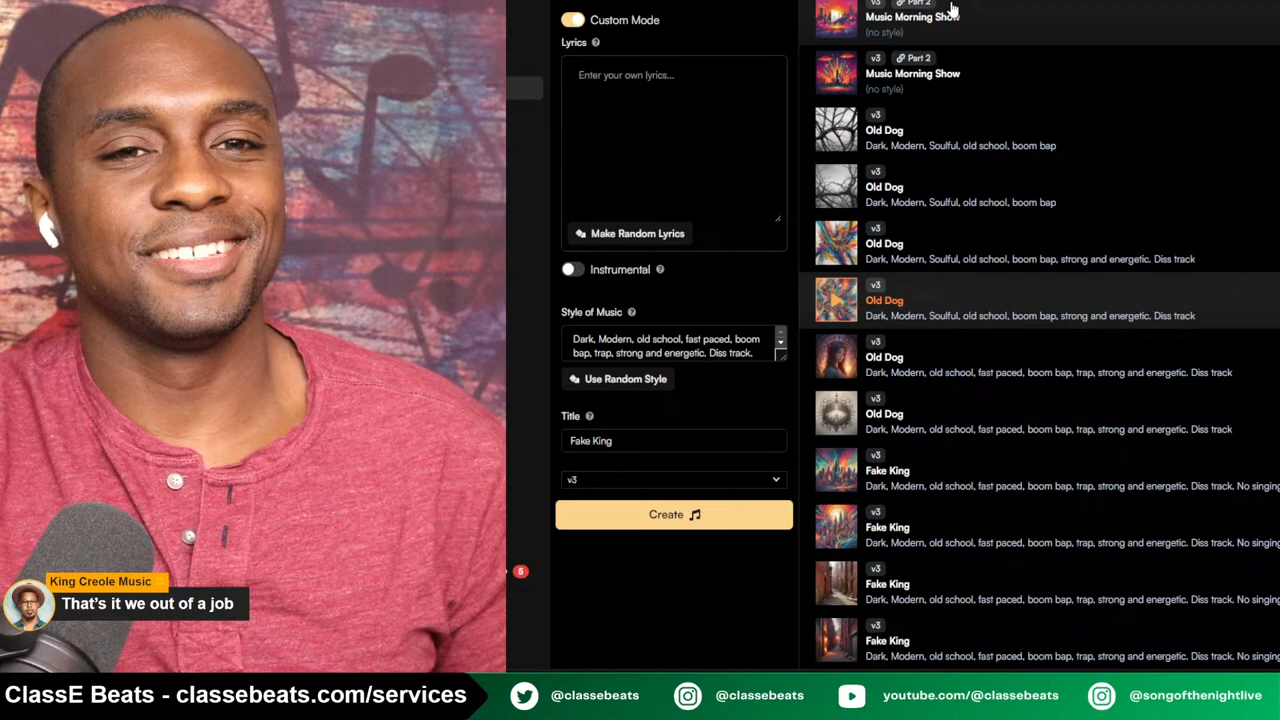 Custom Mode
Lyrics
Enter your own lyrics...
Make Random Lyrics
Instrumental
Style of Music
Dark, Modern, old school, fast paced, boom
bap, trap, strong and energetic. Diss track.
Use Random Style
Title
Fake King
v3
Create
5
v3 Part 2
Music Morning Show
(no style)
v3 Part 2
Music Morning Show
(no style)
v3
Old Dog
Dark, Modern, Soulful, old school, boom bap
v3
Old Dog
Dark, Modern, Soulful, old school, boom bap
v3
Old Dog
Dark, Modern, Soulful, old school, boom bap, strong and energetic. Diss track
v3
Old Dog
Dark, Modern, Soulful, old school, boom bap, strong and energetic. Diss track
v3
Old Dog
Dark, Modern, old school, fast paced, boom bap, trap, strong and energetic. Diss track
v3
Old Dog
Dark, Modern, old school, fast paced, boom bap, trap, strong and energetic. Diss track
v3
Fake King
Dark, Modern, old school, fast paced, boom bap, trap, strong and energetic. Diss track. No singing
v3
Fake King
Dark, Modern, old school, fast paced, boom bap, trap, strong and energetic. Diss track. No singing
v3
Fake King
Dark, Modern, old school, fast paced, boom bap, trap, strong and energetic. Diss track. No singing
v3
Fake King
Dark, Modern, old school, fast paced, boom bap, trap, strong and energetic. Diss track. No singing
King Creole Music
That's it we out of a job
ClassE Beats - classebeats.com/services
@classebeats
@classebeats
youtube.com/@classebeats
@songofthenightlive